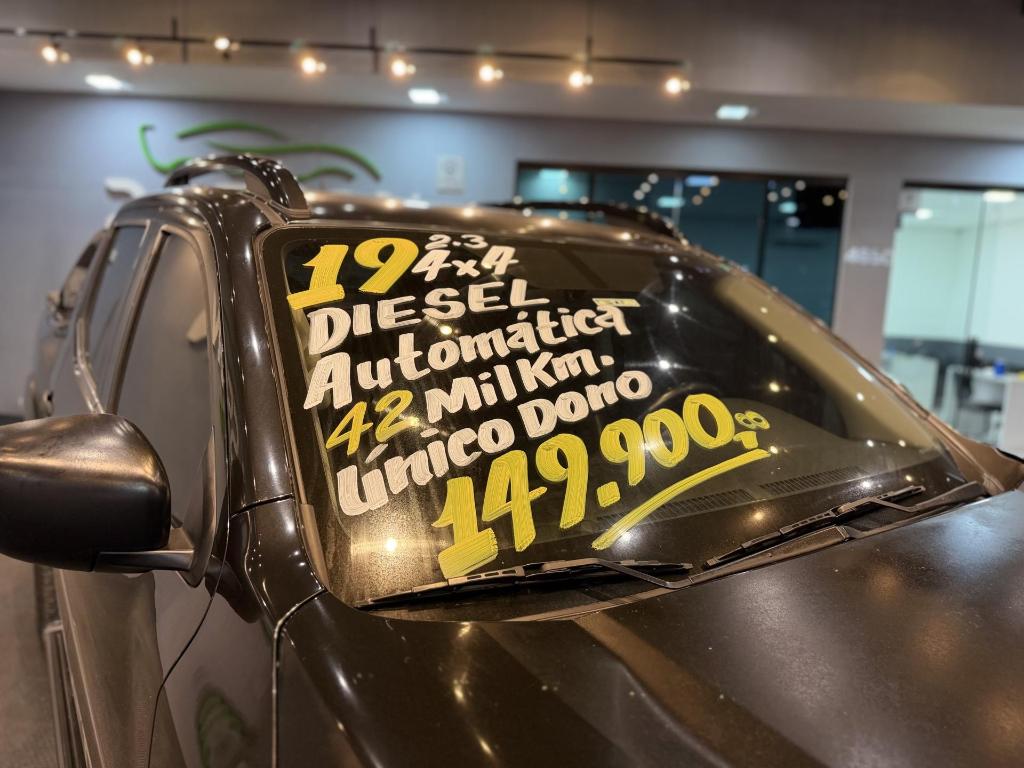 19 2.3
4x4
DIESEL
Automática
42 Mil Km.
Único Dono
149.900,00